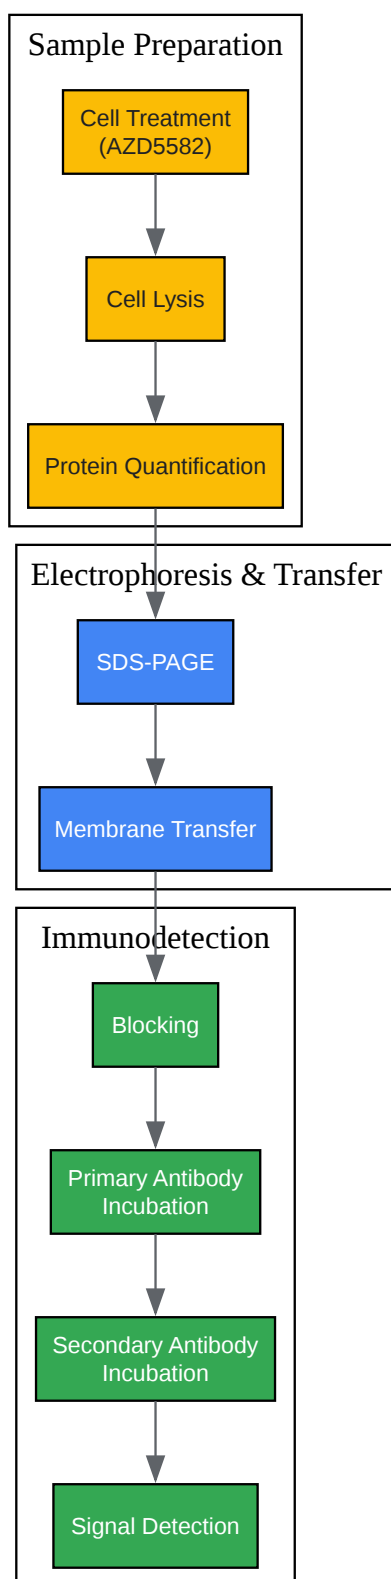 Sample Preparation
Cell Treatment
(AZD5582)
Cell Lysis
Protein Quantification
Electrophoresis & Transfer
SDS-PAGE
Membrane Transfer
Immunodetection
Blocking
Primary Antibody
Incubation
Secondary Antibody
Incubation
Signal Detection